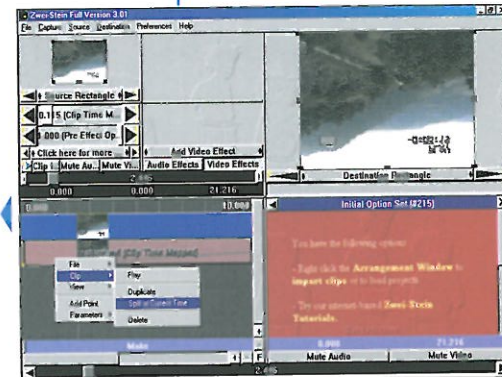 Zwei-Stein Full Version 3.01
File Capture Source Destination Preferences Help
Source Rectangle
(Clip Time M...
(Pre Effect Op...
Click here for more ...
Add Video Effect
Mute Au... Mute Vi... Audio Effects Video Effects
0.000 0.000 21.216
Destination Rectangle
0.000 10.000
(Clip Time Mapper)
File
Clip
View
Add Point
Parameters
Play
Duplicate
Split at Current Time
Delete
Make
F
Initial Option Set (#215)
You have the following options
- Right click the Arrangement Window to
import clips or to load projects.
- Try our internet-based Zwei-Stein
Tutorials.
0.000 21.216
Mute Audio Mute Video